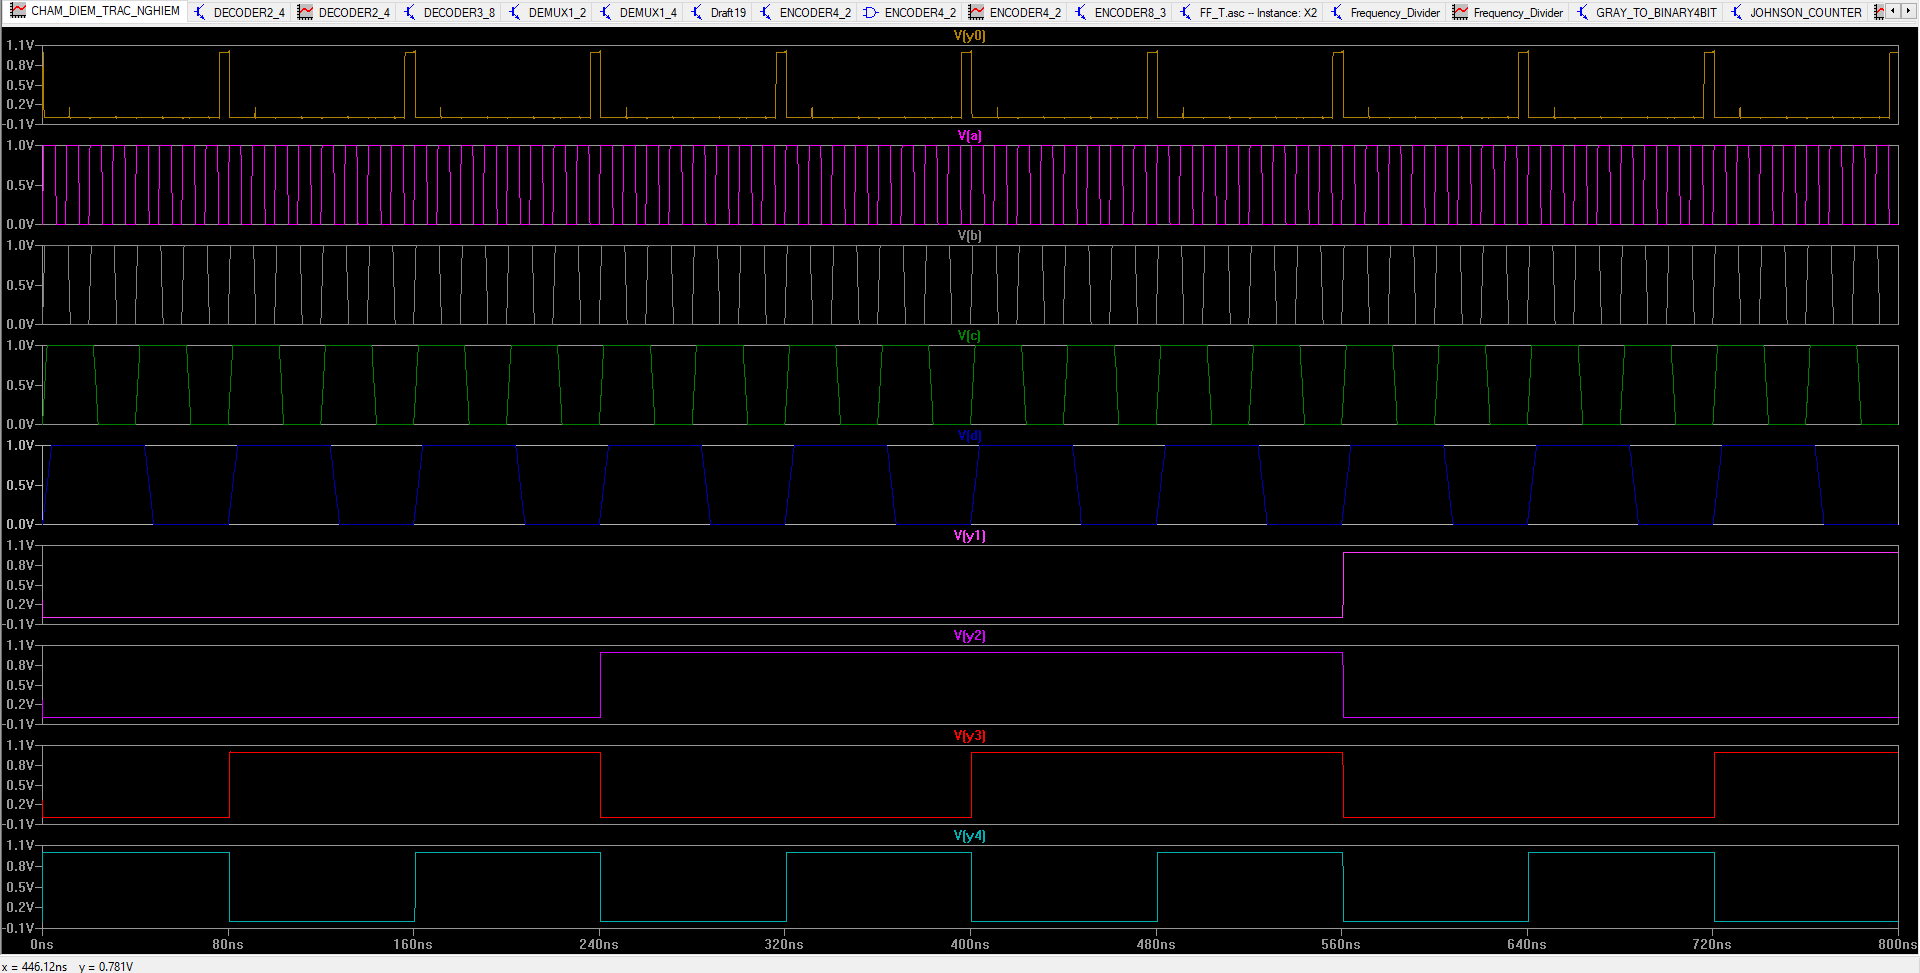 CHAM_DIEM_TRAC_NGHIEM DECODER2_4 DECODER2_4 DECODER3_8 DEMUX1_2 DEMUX1_4 Draft19 ENCODER4_2 ENCODER4_2 ENCODER4_2 ENCODER8_3 FF_T.asc -- Instance: X2 Frequency_Divider Frequency_Divider GRAY_TO_BINARY4BIT JOHNSON_COUNTER
V(y0)
1.1V
0.8V
0.5V
0.2V
-0.1V
V(a)
1.0V
0.5V
0.0V
V(b)
1.0V
0.5V
0.0V
V(c)
1.0V
0.5V
0.0V
V(d)
1.0V
0.5V
0.0V
V(y1)
1.1V
0.8V
0.5V
0.2V
-0.1V
V(y2)
1.1V
0.8V
0.5V
0.2V
-0.1V
V(y3)
1.1V
0.8V
0.5V
0.2V
-0.1V
V(y4)
1.1V
0.8V
0.5V
0.2V
-0.1V
0ns 80ns 160ns 240ns 320ns 400ns 480ns 560ns 640ns 720ns 800ns
x = 446.12ns y = 0.781V